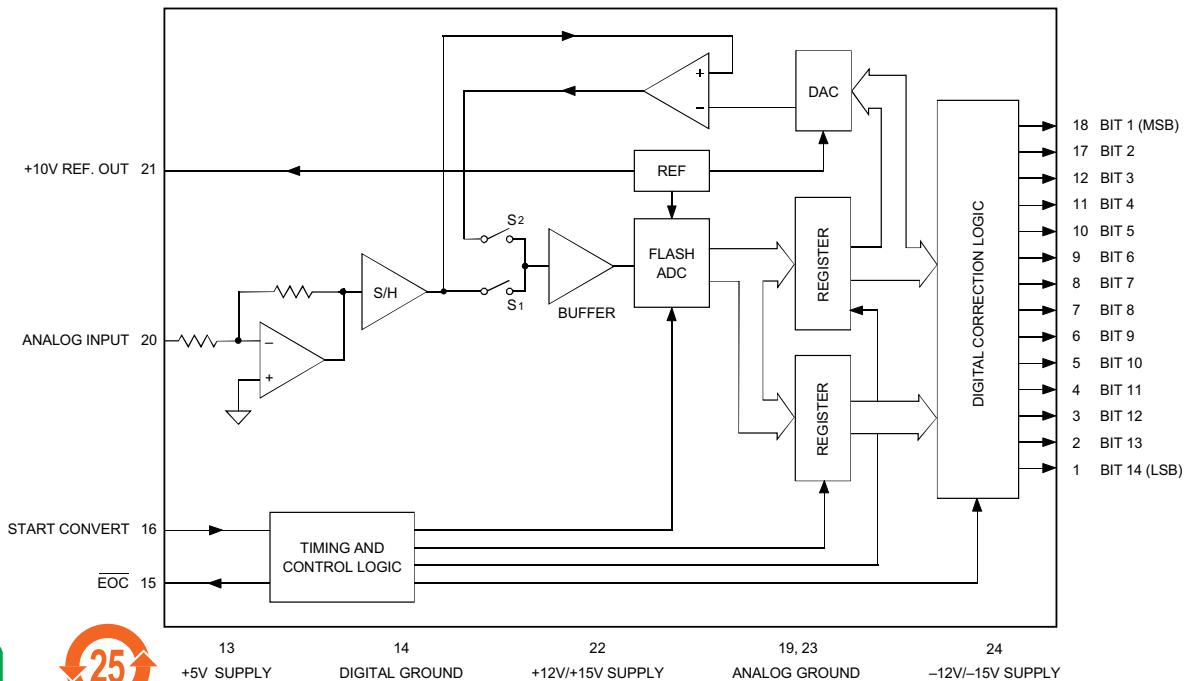 +
–
DAC
18 BIT 1 (MSB)
17 BIT 2
12 BIT 3
11 BIT 4
10 BIT 5
9 BIT 6
8 BIT 7
7 BIT 8
6 BIT 9
5 BIT 10
4 BIT 11
3 BIT 12
2 BIT 13
1 BIT 14 (LSB)
+10V REF. OUT 21
REF
S2
S1
BUFFER
FLASH
ADC
REGISTER
REGISTER
DIGITAL CORRECTION LOGIC
S/H
ANALOG INPUT 20
–
+
START CONVERT 16
TIMING AND
CONTROL LOGIC
EOC 15
25
13
+5V SUPPLY
14
DIGITAL GROUND
22
+12V/+15V SUPPLY
19, 23
ANALOG GROUND
24
–12V/–15V SUPPLY